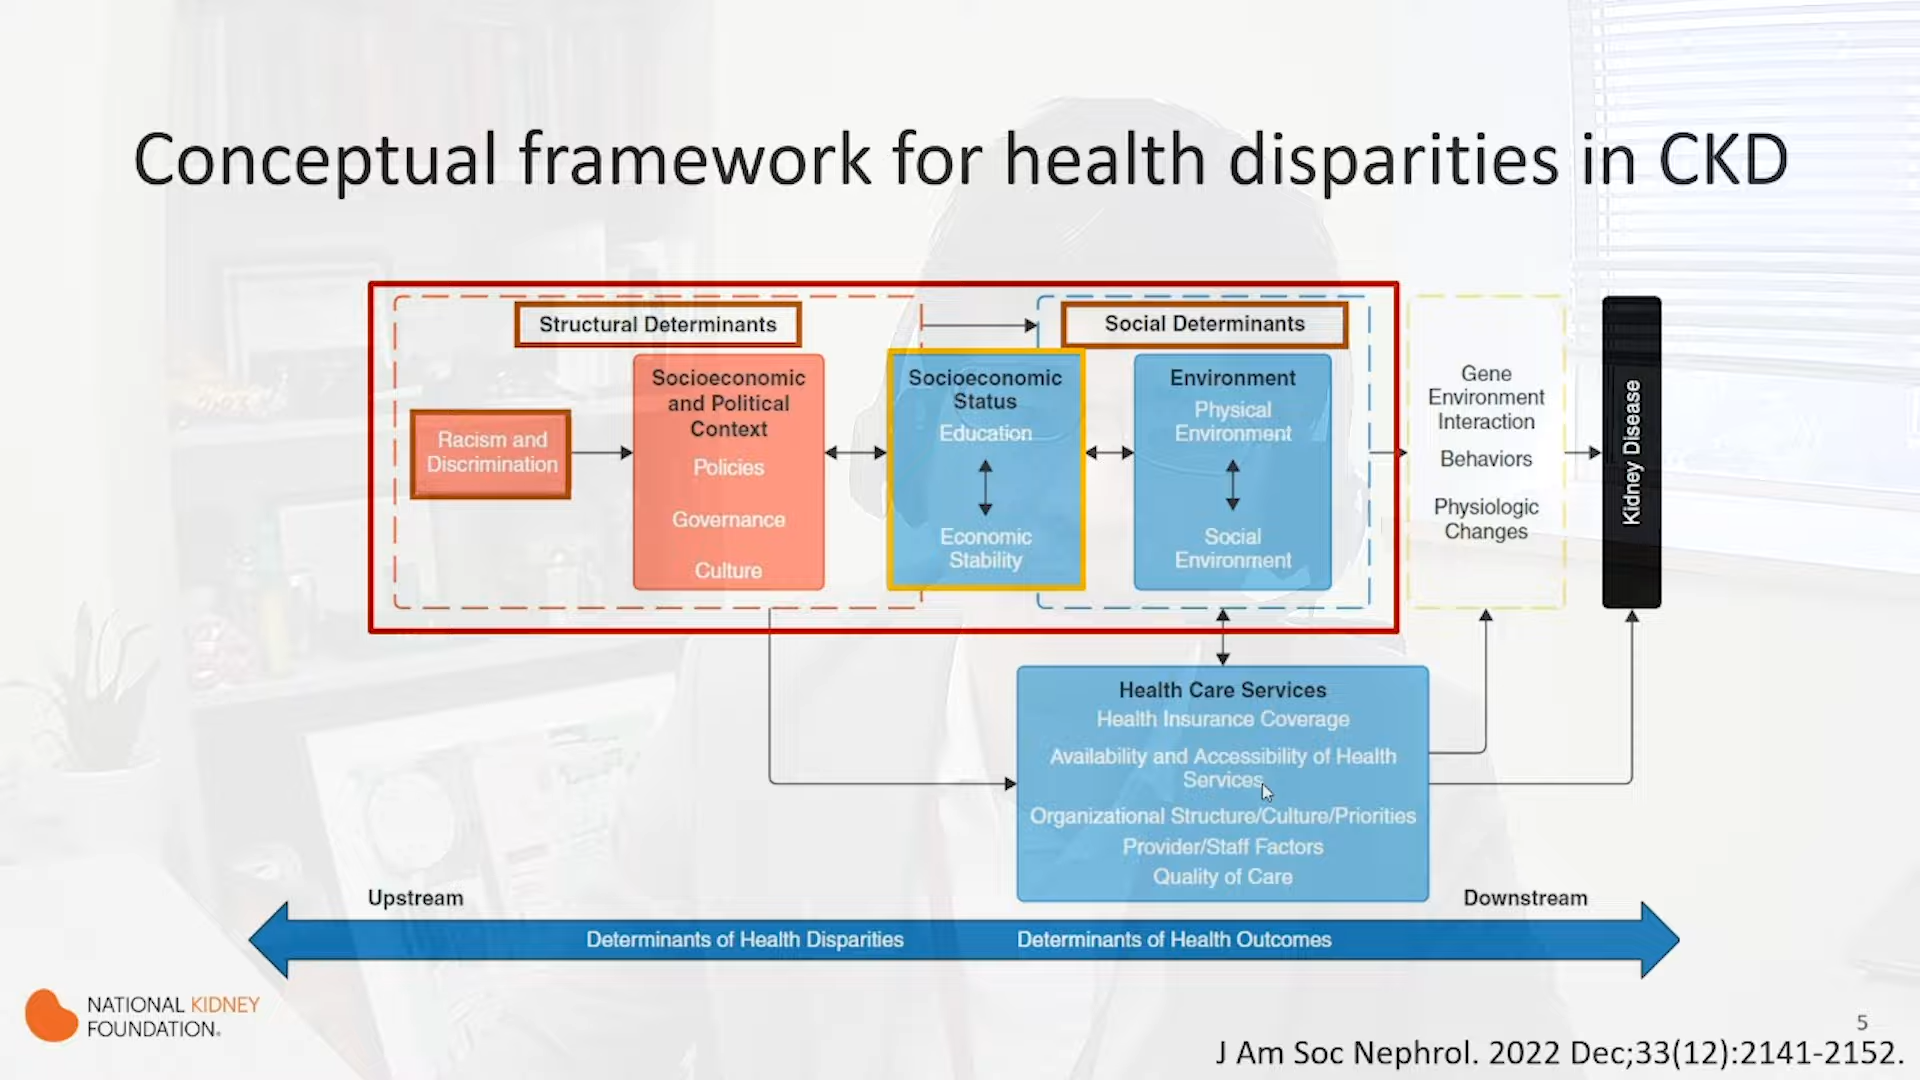 Conceptual framework for health disparities in CKD
Structural Determinants
Social Determinants
Racism and
Discrimination
Socioeconomic
and Political
Context
Policies
Governance
Culture
Socioeconomic
Status
Education
Economic
Stability
Environment
Physical
Environment
Social
Environment
Gene
Environment
Interaction
Behaviors
Physiologic
Changes
Kidney Disease
Health Care Services
Health Insurance Coverage
Availability and Accessibility of Health
Services
Organizational Structure/Culture/Priorities
Provider/Staff Factors
Quality of Care
Upstream
Downstream
Determinants of Health Disparities
Determinants of Health Outcomes
NATIONAL KIDNEY
FOUNDATION®
5
J Am Soc Nephrol. 2022 Dec;33(12):2141-2152.